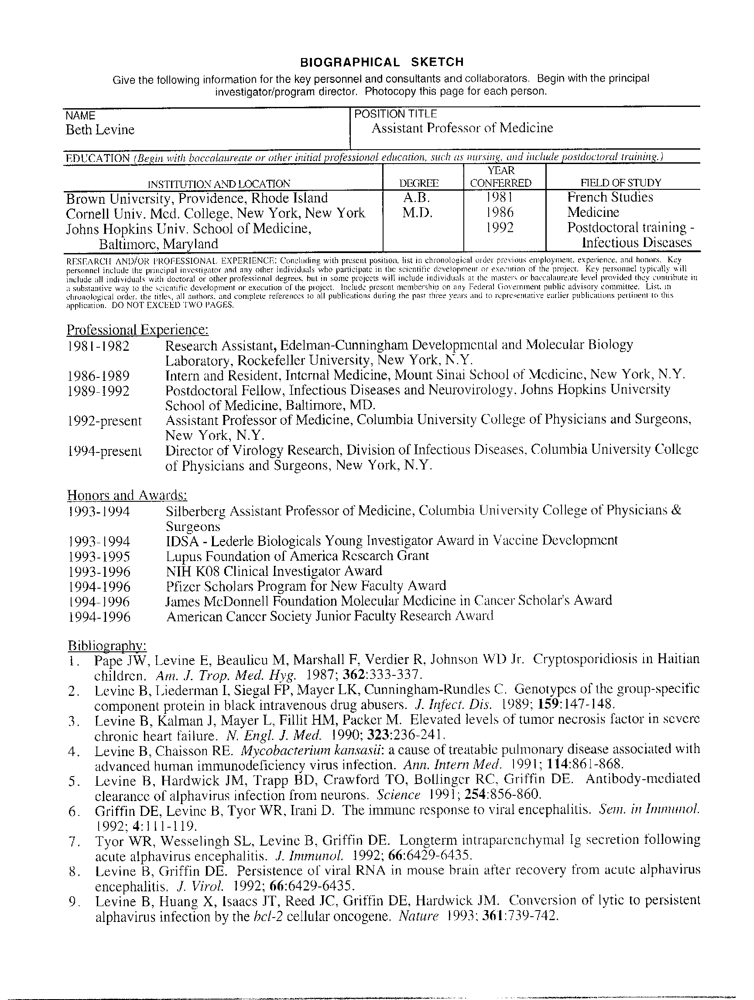 BIOGRAPHICAL SKETCH
Give the following information for the key personnel and consultants and collaborators. Begin with the principal
investigator/program director. Photocopy this page for each person.
NAME
Beth Levine
POSITION TITLE
Assistant Professor of Medicine
EDUCATION (Begin with baccalaureate or other initial professional education, such as nursing, and include postdoctoral training.)
INSTITUTION AND LOCATION DEGREE YEAR CONFERRED FIELD OF STUDY
Brown University, Providence, Rhode Island A.B. 1981 French Studies
Cornell Univ. Med. College, New York, New York M.D. 1986 Medicine
Johns Hopkins Univ. School of Medicine, 1992 Postdoctoral training -
Baltimore, Maryland Infectious Diseases
RESEARCH AND/OR PROFESSIONAL EXPERIENCE: Concluding with present position, list in chronological order previous employment, experience, and honors. Key
personnel include the principal investigator and any other individuals who participate in the scientific development or execution of the project. Key personnel typically will
include all individuals with doctoral or other professional degrees, but in some projects will include individuals at the masters or baccalaureate level provided they contribute in
a substantive way to the scientific development or execution of the project. Include present membership on any Federal Government public advisory committee. List, in
chronological order, the titles, all authors, and complete references to all publications during the past three years and to representative earlier publications pertinent to this
application. DO NOT EXCEED TWO PAGES.
Professional Experience:
1981-1982 Research Assistant, Edelman-Cunningham Developmental and Molecular Biology
Laboratory, Rockefeller University, New York, N.Y.
1986-1989 Intern and Resident, Internal Medicine, Mount Sinai School of Medicine, New York, N.Y.
1989-1992 Postdoctoral Fellow, Infectious Diseases and Neurovirology, Johns Hopkins University
School of Medicine, Baltimore, MD.
1992-present Assistant Professor of Medicine, Columbia University College of Physicians and Surgeons,
New York, N.Y.
1994-present Director of Virology Research, Division of Infectious Diseases, Columbia University College
of Physicians and Surgeons, New York, N.Y.
Honors and Awards:
1993-1994 Silberberg Assistant Professor of Medicine, Columbia University College of Physicians &
Surgeons
1993-1994 IDSA - Lederle Biologicals Young Investigator Award in Vaccine Development
1993-1995 Lupus Foundation of America Research Grant
1993-1996 NIH K08 Clinical Investigator Award
1994-1996 Pfizer Scholars Program for New Faculty Award
1994-1996 James McDonnell Foundation Molecular Medicine in Cancer Scholar's Award
1994-1996 American Cancer Society Junior Faculty Research Award
Bibliography:
1. Pape JW, Levine E, Beaulieu M, Marshall F, Verdier R, Johnson WD Jr. Cryptosporidiosis in Haitian
children. Am. J. Trop. Med. Hyg. 1987; 362:333-337.
2. Levine B, Liederman I, Siegal FP, Mayer LK, Cunningham-Rundles C. Genotypes of the group-specific
component protein in black intravenous drug abusers. J. Infect. Dis. 1989; 159:147-148.
3. Levine B, Kalman J, Mayer L, Fillit HM, Packer M. Elevated levels of tumor necrosis factor in severe
chronic heart failure. N. Engl. J. Med. 1990; 323:236-241.
4. Levine B, Chaisson RE. Mycobacterium kansasii: a cause of treatable pulmonary disease associated with
advanced human immunodeficiency virus infection. Ann. Intern Med. 1991; 114:861-868.
5. Levine B, Hardwick JM, Trapp BD, Crawford TO, Bollinger RC, Griffin DE. Antibody-mediated
clearance of alphavirus infection from neurons. Science 1991; 254:856-860.
6. Griffin DE, Levine B, Tyor WR, Irani D. The immune response to viral encephalitis. Sem. in Immunol.
1992; 4:111-119.
7. Tyor WR, Wesselingh SL, Levine B, Griffin DE. Longterm intraparenchymal Ig secretion following
acute alphavirus encephalitis. J. Immunol. 1992; 66:6429-6435.
8. Levine B, Griffin DE. Persistence of viral RNA in mouse brain after recovery from acute alphavirus
encephalitis. J. Virol. 1992; 66:6429-6435.
9. Levine B, Huang X, Isaacs JT, Reed JC, Griffin DE, Hardwick JM. Conversion of lytic to persistent
alphavirus infection by the bcl-2 cellular oncogene. Nature 1993; 361:739-742.